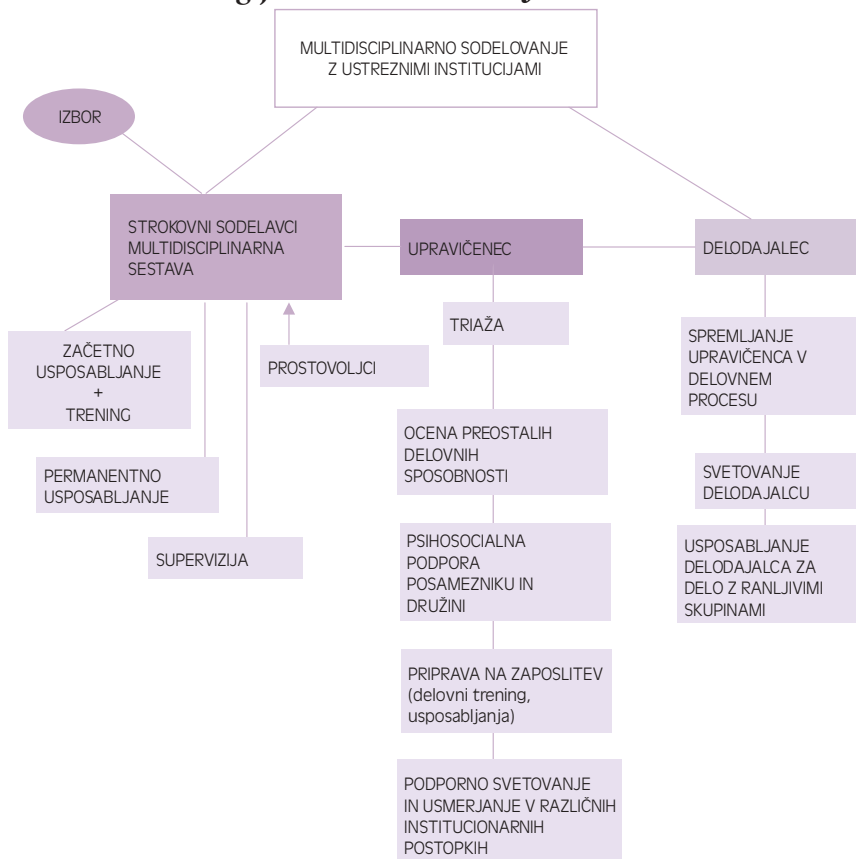 MULTIDISCIPLINARNO SODELOVANJE
Z USTREZNIMI INSTITUCIJAMI
IZBOR
STROKOVNI SODELAVCI
MULTIDISCIPLINARNA
SESTAVA
UPRAVIČENEC
DELODAJALEC
ZAČETNO
USPOSABLJANJE
+
TRENING
PERMANENTNO
USPOSABLJANJE
SUPERVIZIJA
PROSTOVOLJCI
TRIAŽA
OCENA PREOSTALIH
DELOVNIH
SPOSOBNOSTI
PSIHOSOCIALNA
PODPORA
POSAMEZNIKU IN
DRUŽINI
PRIPRAVA NA ZAPOSLITEV
(delovni trening,
usposabljanja)
PODPORNO SVETOVANJE
IN USMERJANJE V RAZLIČNIH
INSTITUCIONARNIH
POSTOPKIH
SPREMLJANJE
UPRAVIČENCA V
DELOVNEM
PROCESU
SVETOVANJE
DELODAJALCU
USPOSABLJANJE
DELODAJALCA ZA
DELO Z RANLJIVIMI
SKUPINAMI